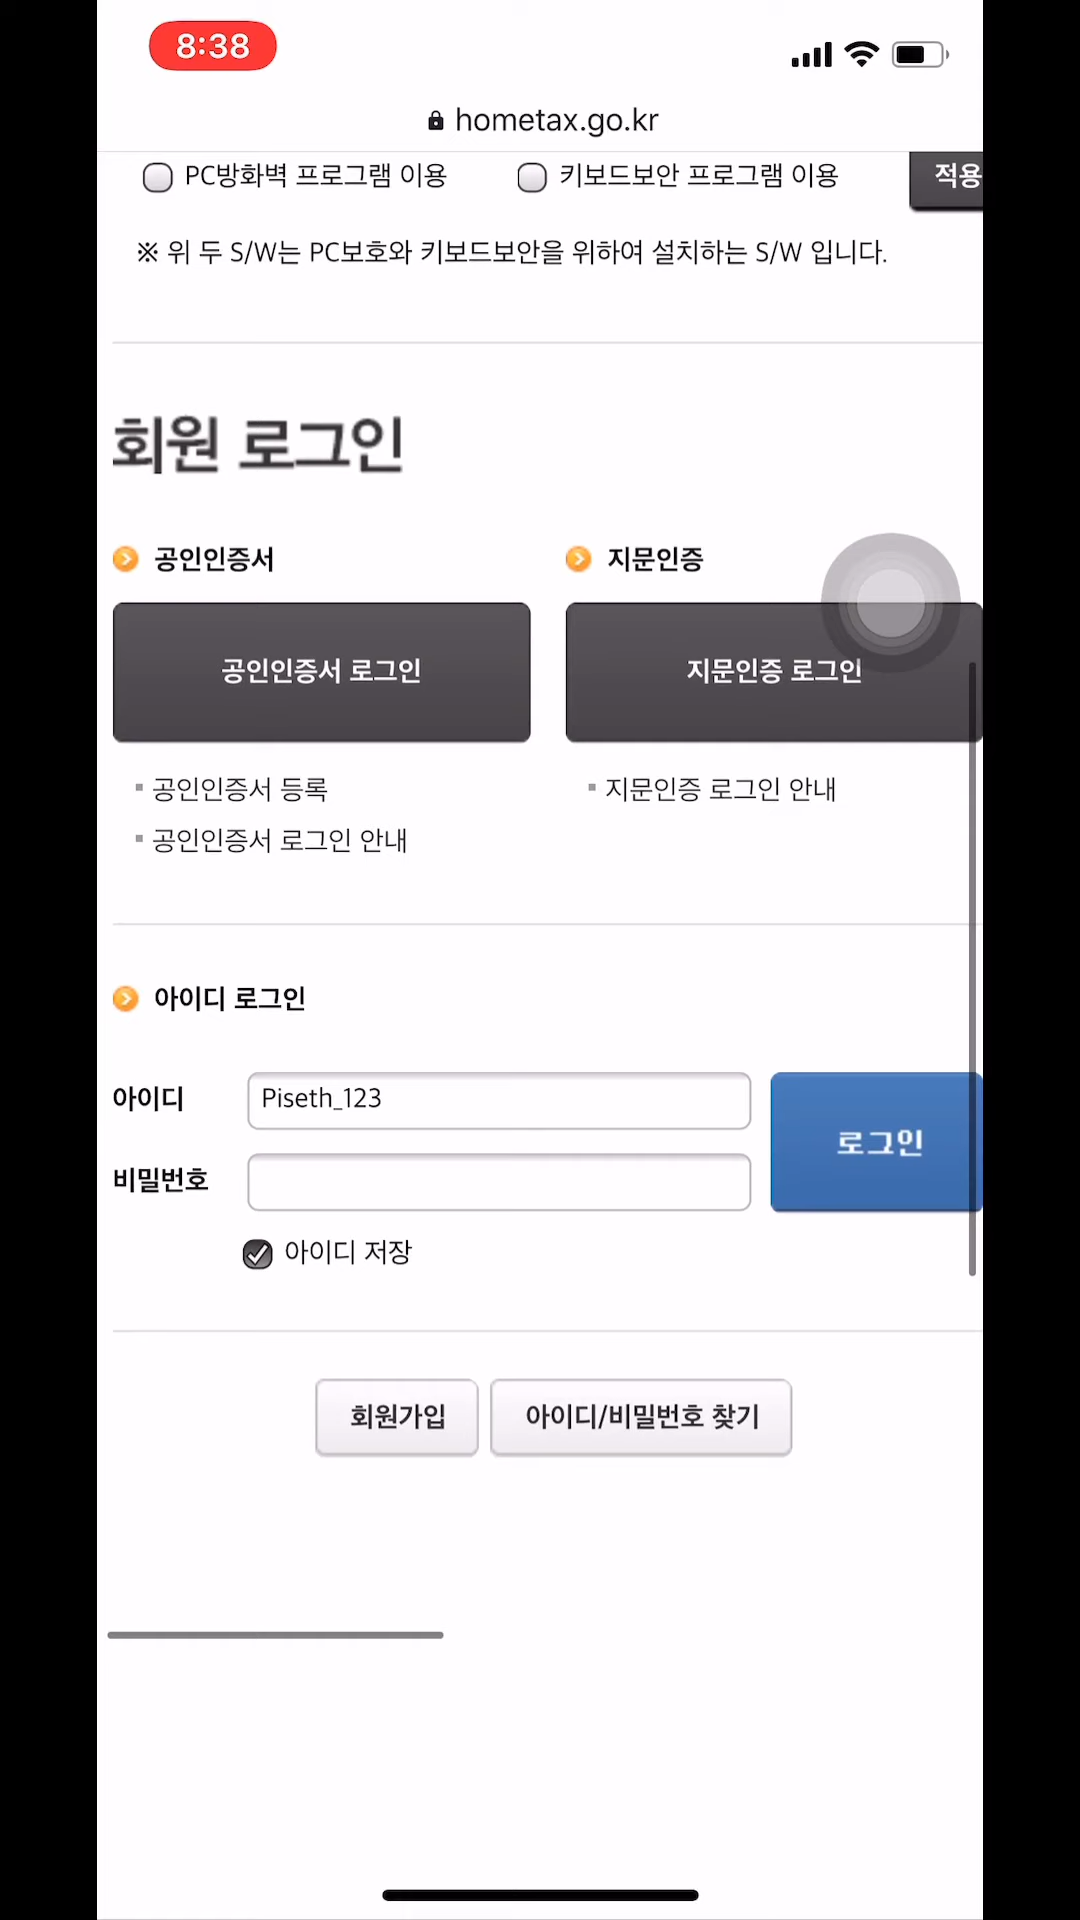 8:38
hometax.go.kr
PC방화벽 프로그램 이용 키보드보안 프로그램 이용 적용
※ 위 두 S/W는 PC보호와 키보드보안을 위하여 설치하는 S/W 입니다.
회원 로그인
공인인증서 지문인증
공인인증서 로그인 지문인증 로그인
공인인증서 등록 지문인증 로그인 안내
공인인증서 로그인 안내
아이디 로그인
아이디 Piseth_123
로그인
비밀번호
아이디 저장
회원가입 아이디/비밀번호 찾기